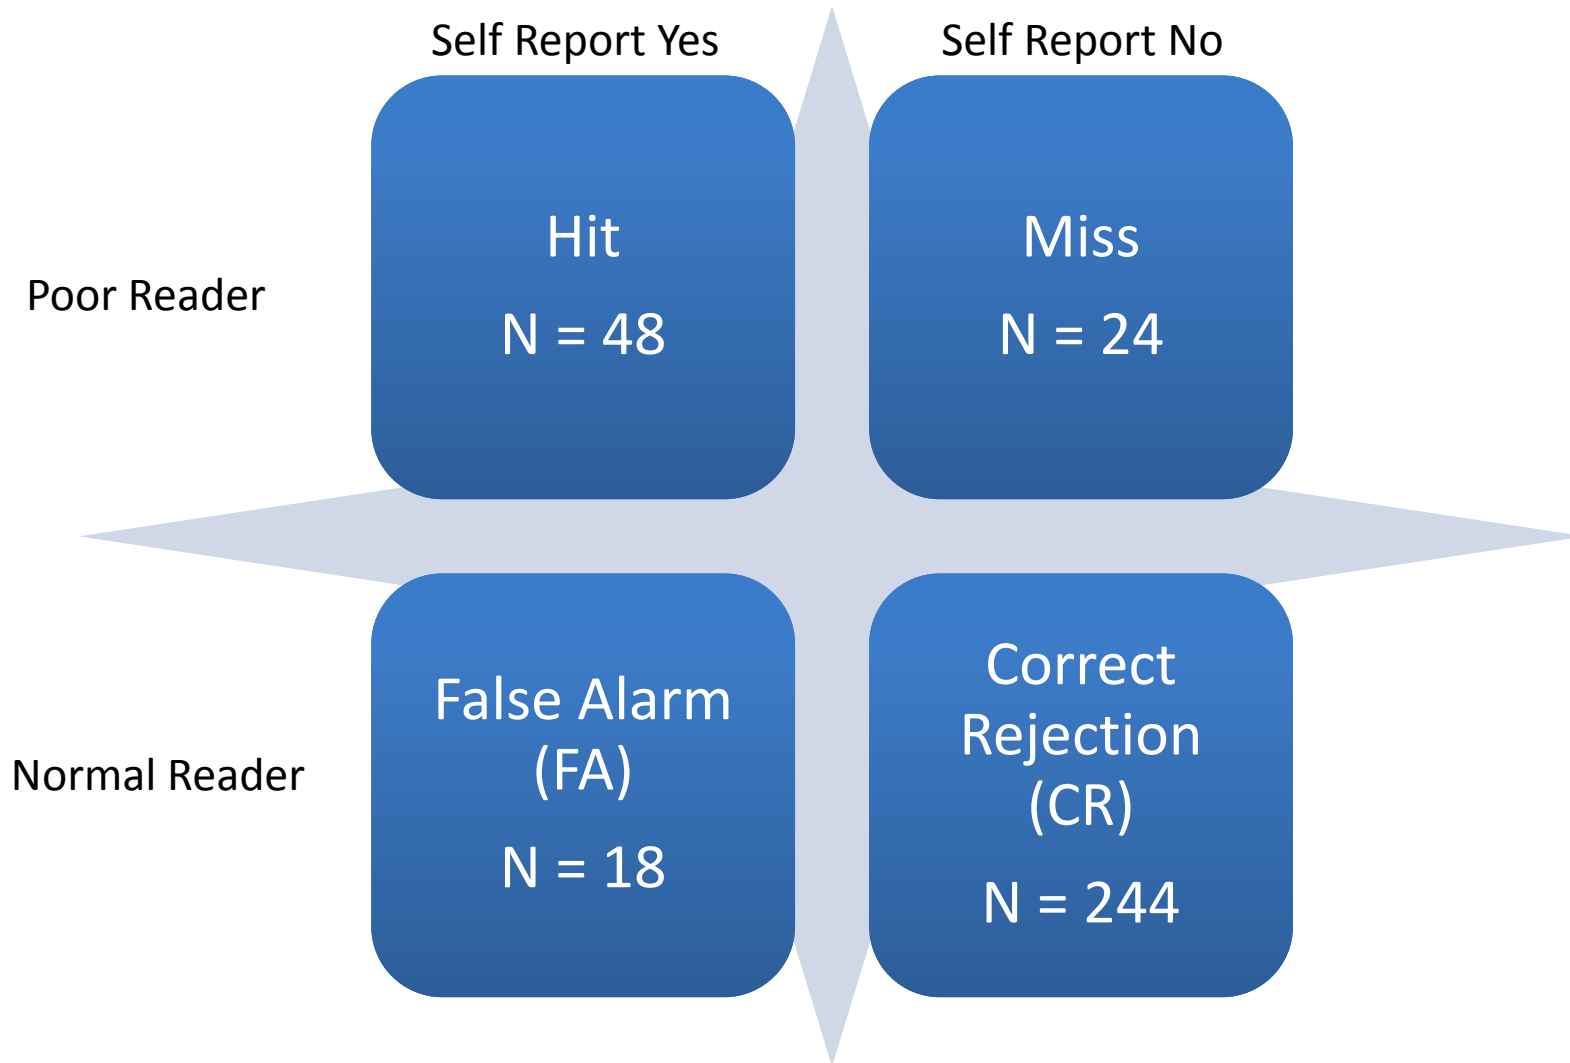 Self Report Yes
Self Report No
Poor Reader
Hit
N = 48
Miss
N = 24
Normal Reader
False Alarm
(FA)
N = 18
Correct
Rejection
(CR)
N = 244